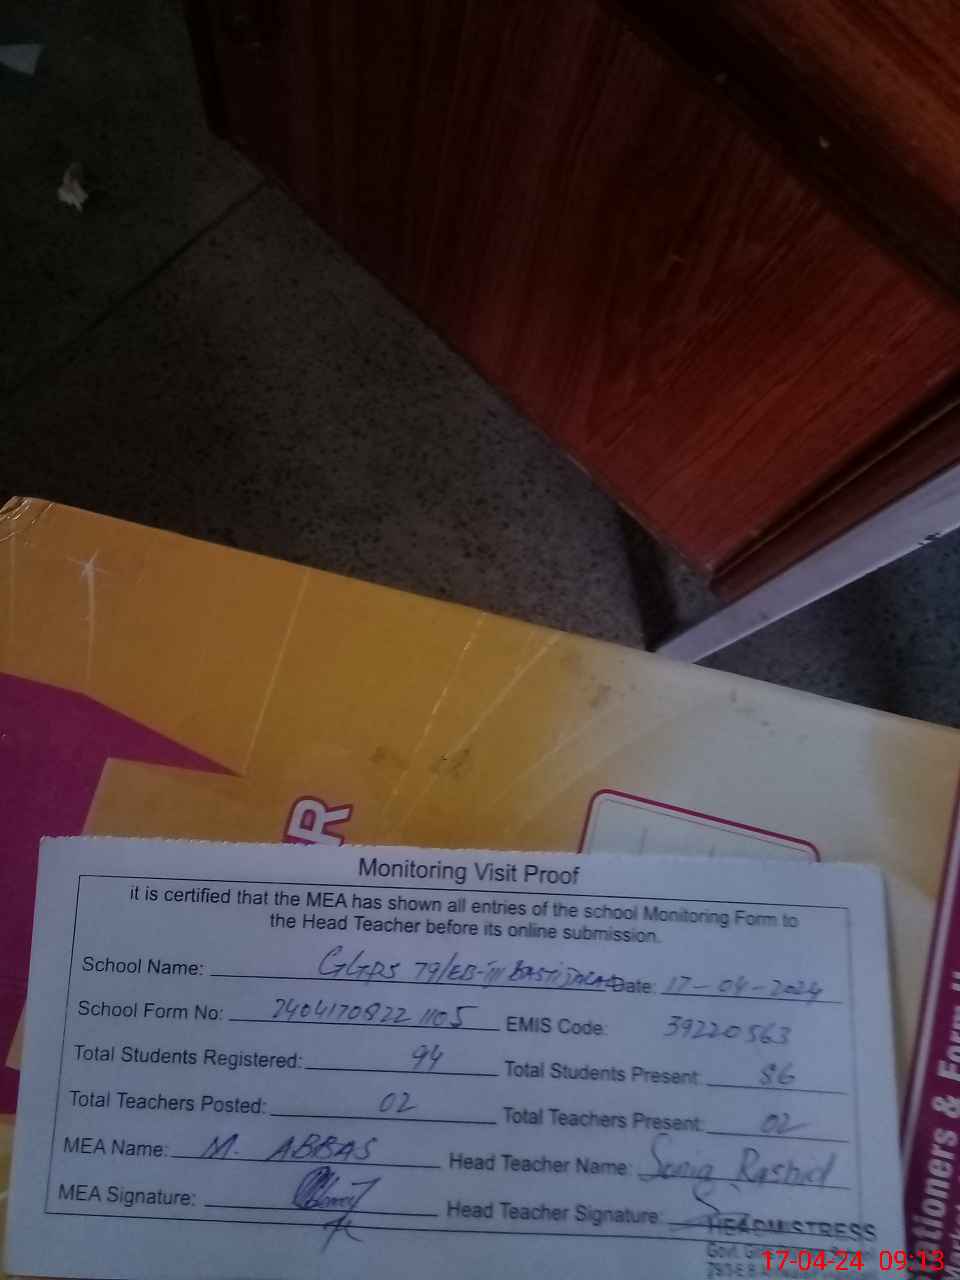 R
Monitoring Visit Proof
it is certified that the MEA has shown all entries of the school Monitoring Form to
the Head Teacher before its online submission.
School Name: GGPS 79/EB-III BASTI Date: 17-04-2024
School Form No: 24041708221105 EMIS Code: 39220563
Total Students Registered: 94 Total Students Present: 86
Total Teachers Posted: 02 Total Teachers Present: 02
MEA Name: M. ABBAS Head Teacher Name: Sonia Rashid
MEA Signature: Head Teacher Signature:
HEADMISTRESS
Govt.
17-04-24 09:13